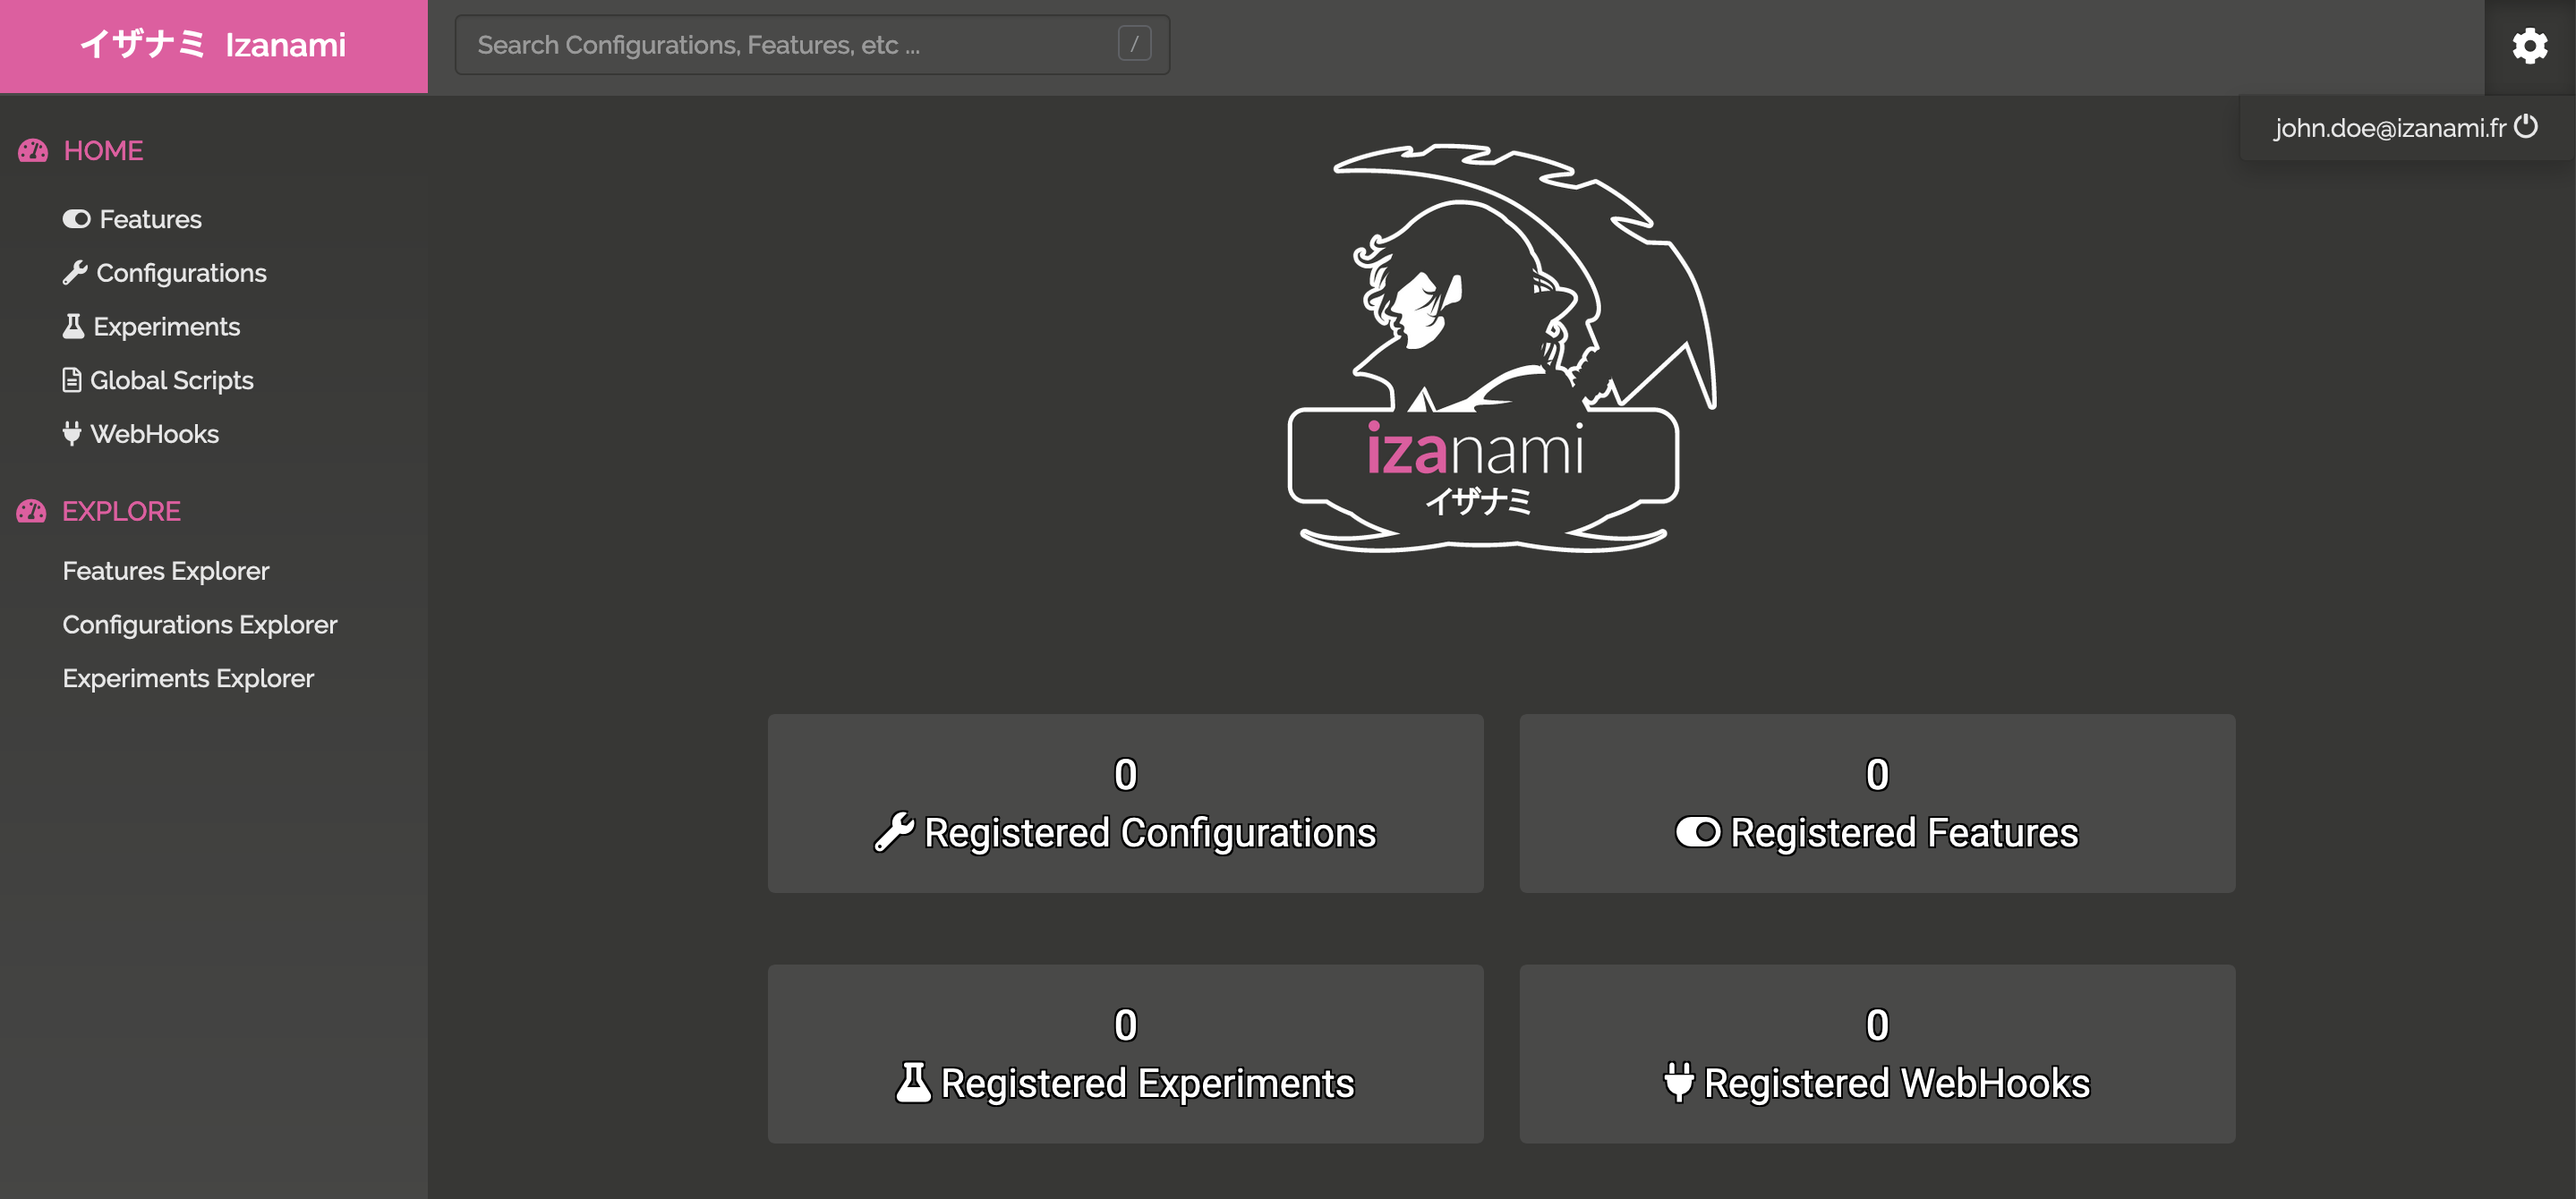 イザナミ Izanami
Search Configurations, Features, etc ...
/
john.doe@izanami.fr
HOME
Features
Configurations
Experiments
Global Scripts
WebHooks
EXPLORE
Features Explorer
Configurations Explorer
Experiments Explorer
izanami
イザナミ
0
Registered Configurations
0
Registered Features
0
Registered Experiments
0
Registered WebHooks